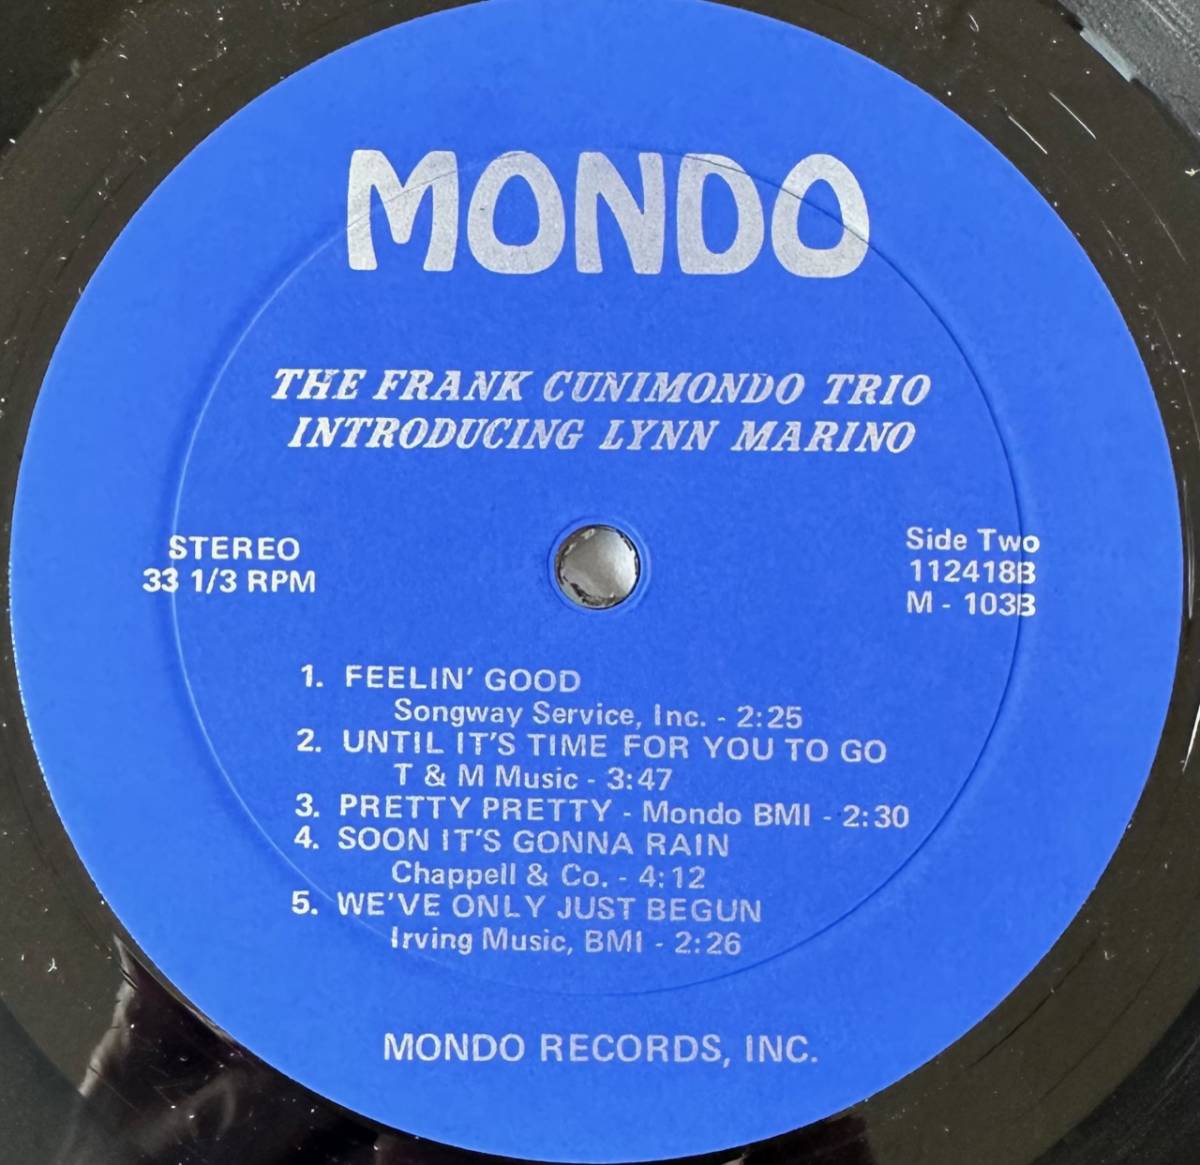 MONDO
THE FRANK CUNIMONDO TRIO
INTRODUCING LYNN MARINO
STEREO
33 1/3 RPM
Side Two
112418B
M - 103B
1. FEELIN' GOOD
Songway Service, Inc. - 2:25
2. UNTIL IT'S TIME FOR YOU TO GO
T & M Music - 3:47
3. PRETTY PRETTY - Mondo BMI - 2:30
4. SOON IT'S GONNA RAIN
Chappell & Co. - 4:12
5. WE'VE ONLY JUST BEGUN
Irving Music, BMI - 2:26
MONDO RECORDS, INC.